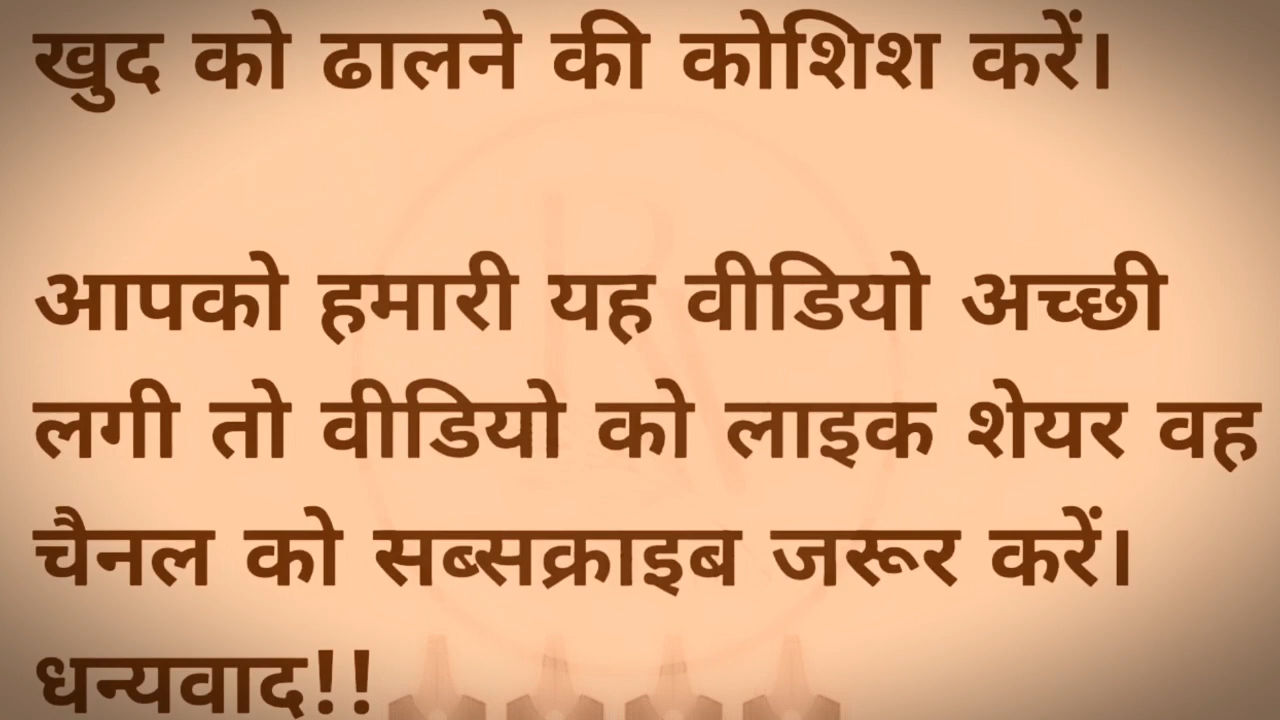 खुद को ढालने की कोशिश करें।
आपको हमारी यह वीडियो अच्छी
लगी तो वीडियो को लाइक शेयर वह
चैनल को सब्सक्राइब जरूर करें।
धन्यवाद!!